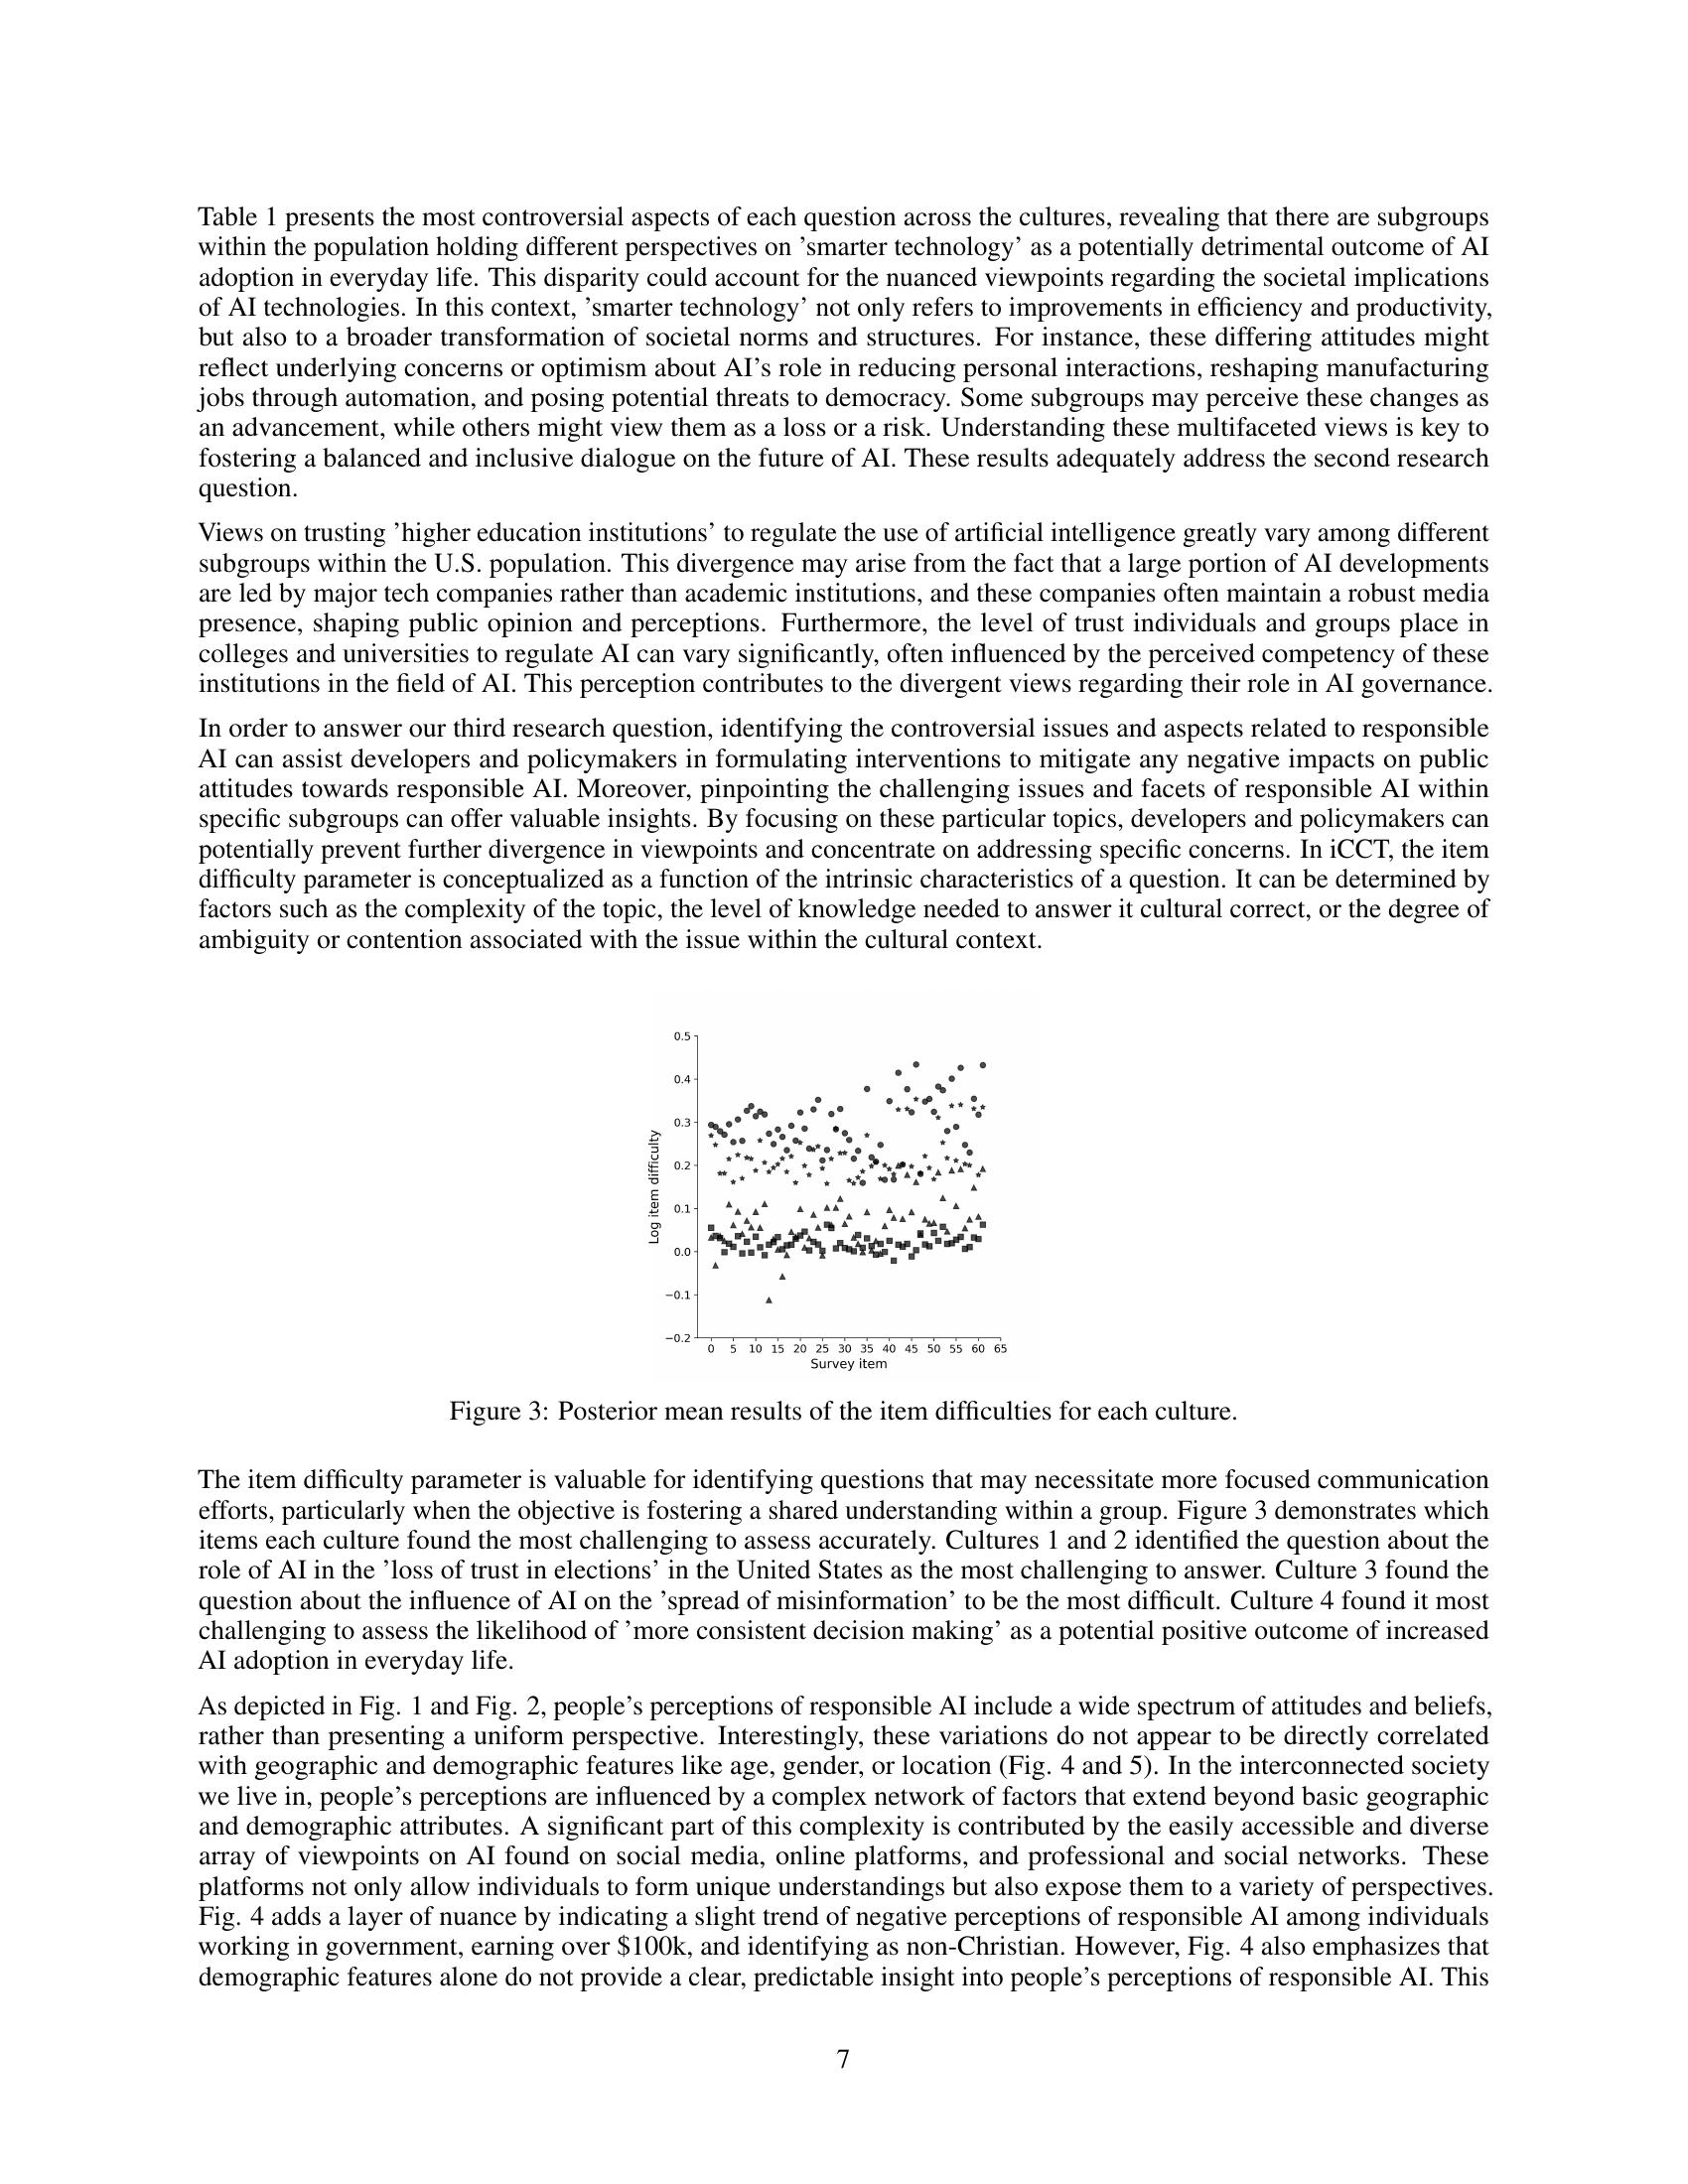 Table 1 presents the most controversial aspects of each question across the cultures, revealing that there are subgroups
within the population holding different perspectives on ’smarter technology’ as a potentially detrimental outcome of AI
adoption in everyday life. This disparity could account for the nuanced viewpoints regarding the societal implications
of AI technologies. In this context, ’smarter technology’ not only refers to improvements in efficiency and productivity,
but also to a broader transformation of societal norms and structures. For instance, these differing attitudes might
reflect underlying concerns or optimism about AI’s role in reducing personal interactions, reshaping manufacturing
jobs through automation, and posing potential threats to democracy. Some subgroups may perceive these changes as
an advancement, while others might view them as a loss or a risk. Understanding these multifaceted views is key to
fostering a balanced and inclusive dialogue on the future of AI. These results adequately address the second research
question.
Views on trusting ’higher education institutions’ to regulate the use of artificial intelligence greatly vary among different
subgroups within the U.S. population. This divergence may arise from the fact that a large portion of AI developments
are led by major tech companies rather than academic institutions, and these companies often maintain a robust media
presence, shaping public opinion and perceptions. Furthermore, the level of trust individuals and groups place in
colleges and universities to regulate AI can vary significantly, often influenced by the perceived competency of these
institutions in the field of AI. This perception contributes to the divergent views regarding their role in AI governance.
In order to answer our third research question, identifying the controversial issues and aspects related to responsible
AI can assist developers and policymakers in formulating interventions to mitigate any negative impacts on public
attitudes towards responsible AI. Moreover, pinpointing the challenging issues and facets of responsible AI within
specific subgroups can offer valuable insights. By focusing on these particular topics, developers and policymakers can
potentially prevent further divergence in viewpoints and concentrate on addressing specific concerns. In iCCT, the item
difficulty parameter is conceptualized as a function of the intrinsic characteristics of a question. It can be determined by
factors such as the complexity of the topic, the level of knowledge needed to answer it cultural correct, or the degree of
ambiguity or contention associated with the issue within the cultural context.
0.5
0.4
0.3
0.2
0.1
0.0
−0.1
−0.2
Log item difficulty
0 5 10 15 20 25 30 35 40 45 50 55 60 65
Survey item
Figure 3: Posterior mean results of the item difficulties for each culture.
The item difficulty parameter is valuable for identifying questions that may necessitate more focused communication
efforts, particularly when the objective is fostering a shared understanding within a group. Figure 3 demonstrates which
items each culture found the most challenging to assess accurately. Cultures 1 and 2 identified the question about the
role of AI in the ’loss of trust in elections’ in the United States as the most challenging to answer. Culture 3 found the
question about the influence of AI on the ’spread of misinformation’ to be the most difficult. Culture 4 found it most
challenging to assess the likelihood of ’more consistent decision making’ as a potential positive outcome of increased
AI adoption in everyday life.
As depicted in Fig. 1 and Fig. 2, people’s perceptions of responsible AI include a wide spectrum of attitudes and beliefs,
rather than presenting a uniform perspective. Interestingly, these variations do not appear to be directly correlated
with geographic and demographic features like age, gender, or location (Fig. 4 and 5). In the interconnected society
we live in, people’s perceptions are influenced by a complex network of factors that extend beyond basic geographic
and demographic attributes. A significant part of this complexity is contributed by the easily accessible and diverse
array of viewpoints on AI found on social media, online platforms, and professional and social networks. These
platforms not only allow individuals to form unique understandings but also expose them to a variety of perspectives.
Fig. 4 adds a layer of nuance by indicating a slight trend of negative perceptions of responsible AI among individuals
working in government, earning over $100k, and identifying as non-Christian. However, Fig. 4 also emphasizes that
demographic features alone do not provide a clear, predictable insight into people’s perceptions of responsible AI. This
7